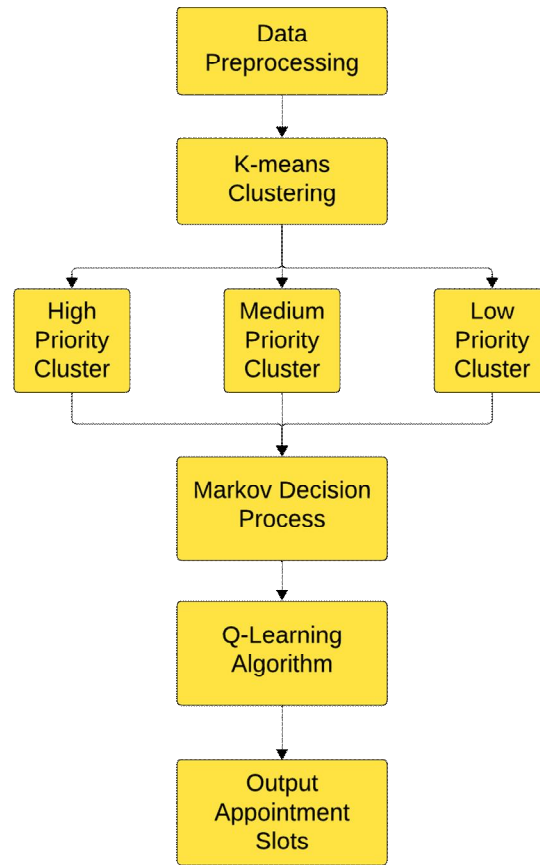 Data
Preprocessing
K-means
Clustering
High
Priority
Cluster
Medium
Priority
Cluster
Low
Priority
Cluster
Markov Decision
Process
Q-Learning
Algorithm
Output
Appointment
Slots